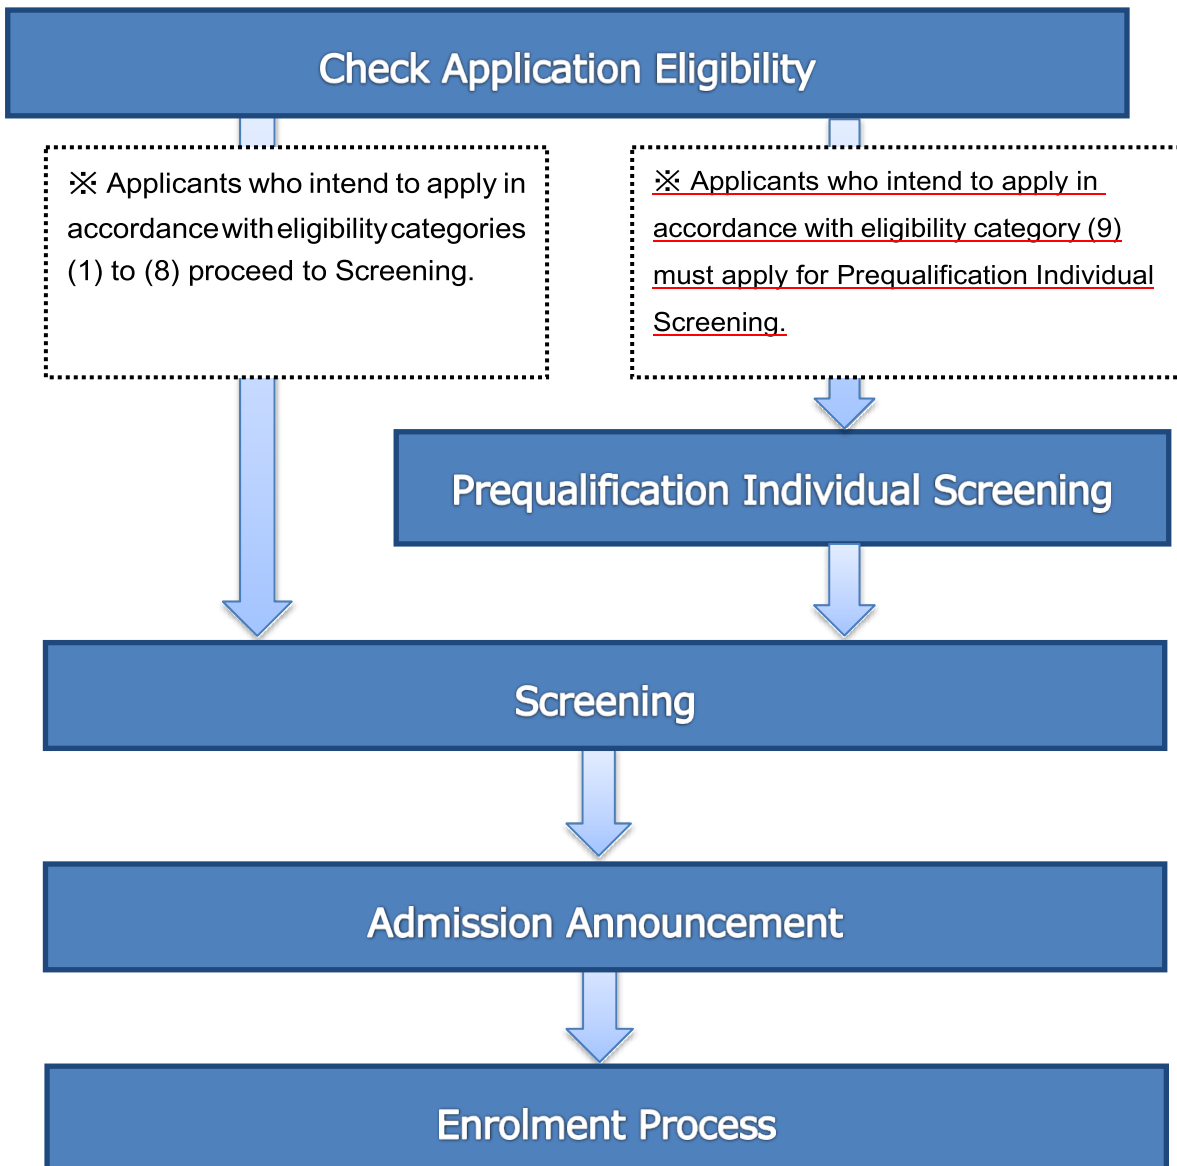 Check Application Eligibility
※ Applicants who intend to apply in
accordance with eligibility categories
(1) to (8) proceed to Screening.
※ Applicants who intend to apply in
accordance with eligibility category (9)
must apply for Prequalification Individual
Screening.
Prequalification Individual Screening
Screening
Admission Announcement
Enrolment Process